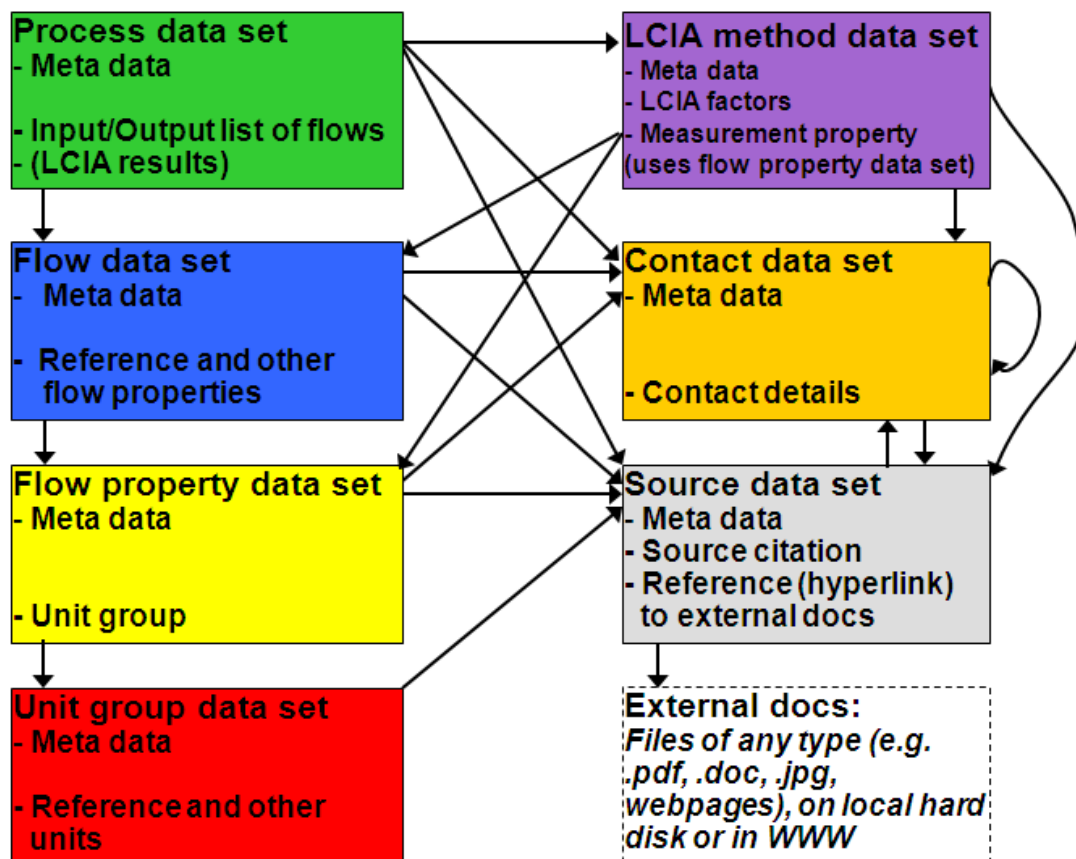 Process data set
- Meta data
- Input/Output list of flows
- (LCIA results)
LCIA method data set
- Meta data
- LCIA factors
- Measurement property
(uses flow property data set)
Flow data set
- Meta data
- Reference and other
flow properties
Contact data set
- Meta data
- Contact details
Flow property data set
- Meta data
- Unit group
Source data set
- Meta data
- Source citation
- Reference (hyperlink)
to external docs
Unit group data set
- Meta data
- Reference and other
units
External docs:
Files of any type (e.g.
.pdf, .doc, .jpg,
webpages), on local hard
disk or in WWW